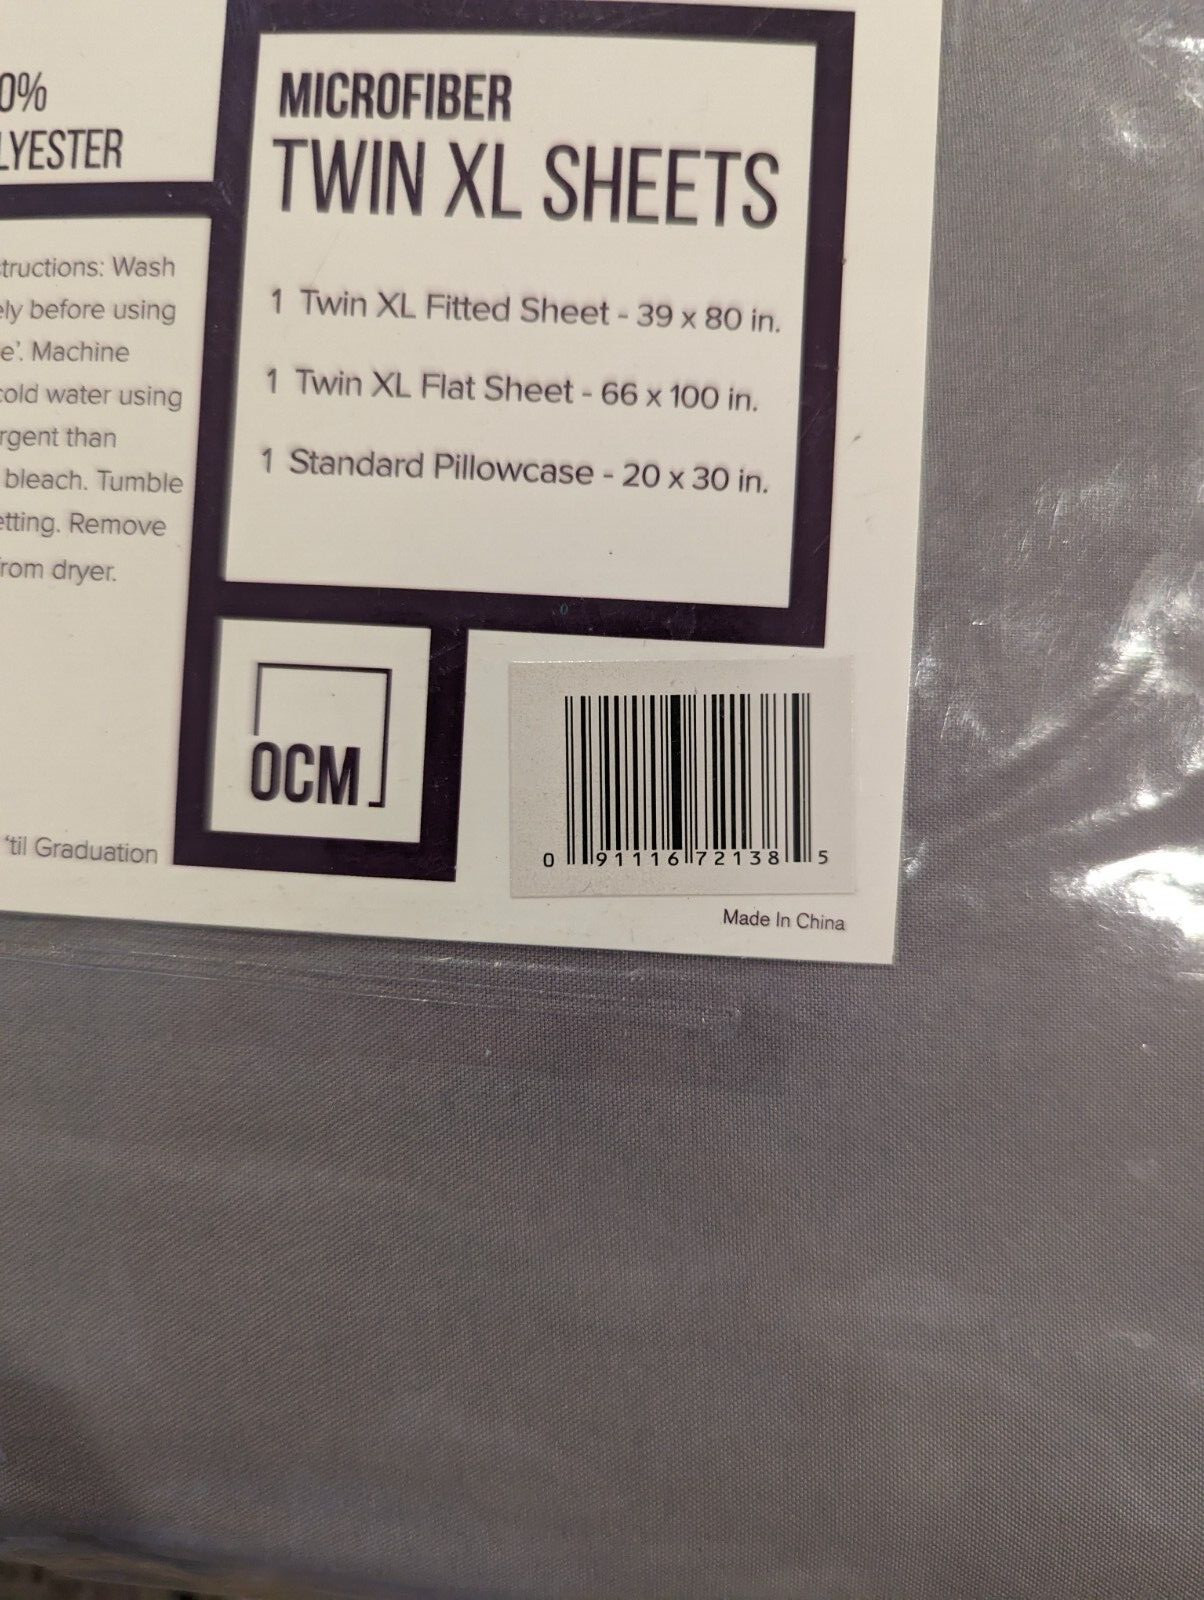 0%
LYESTER
tructions: Wash
ely before using
e'. Machine
cold water using
rgent than
bleach. Tumble
etting. Remove
rom dryer.
'til Graduation
MICROFIBER
TWIN XL SHEETS
1 Twin XL Fitted Sheet - 39 x 80 in.
1 Twin XL Flat Sheet - 66 x 100 in.
1 Standard Pillowcase - 20 x 30 in.
OCM
0 91116 72138 5
Made In China